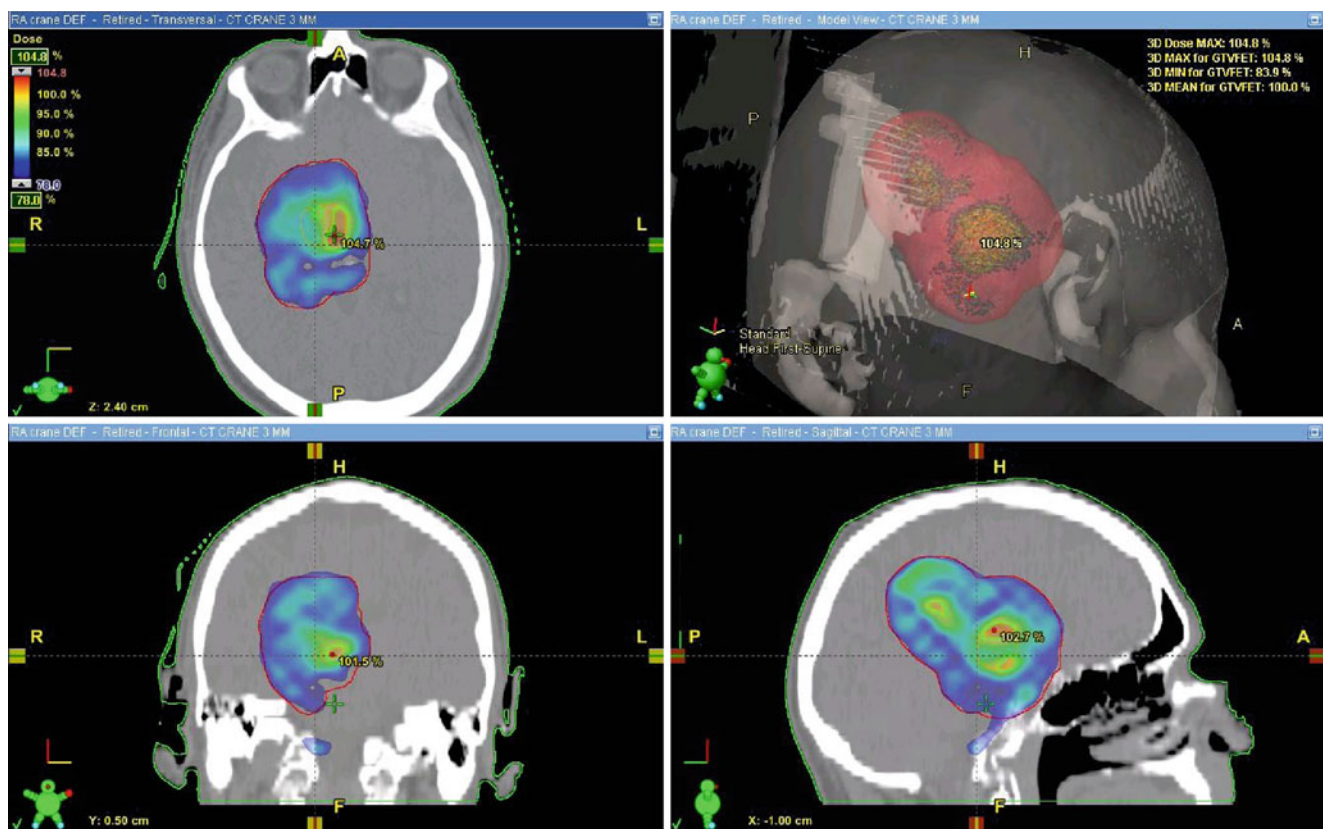 RA crane DEF - Retired - Transversal - CT CRANE 3 MM
Dose
104.8 %
104.8
100.0 %
95.0 %
90.0 %
85.0 %
78.0
78.0 %
A
R
L
104.7 %
P
Z: 2.40 cm
RA crane DEF - Retired - Model View - CT CRANE 3 MM
3D Dose MAX: 104.8 %
3D MAX for GTVFET: 104.8 %
3D MIN for GTVFET: 83.9 %
3D MEAN for GTVFET: 100.0 %
H
P
104.8 %
A
Standard
Head First-Supine
F
RA crane DEF - Retired - Frontal - CT CRANE 3 MM
H
R
L
101.5 %
F
Y: 0.50 cm
RA crane DEF - Retired - Sagittal - CT CRANE 3 MM
H
P
A
102.7 %
F
X: -1.00 cm